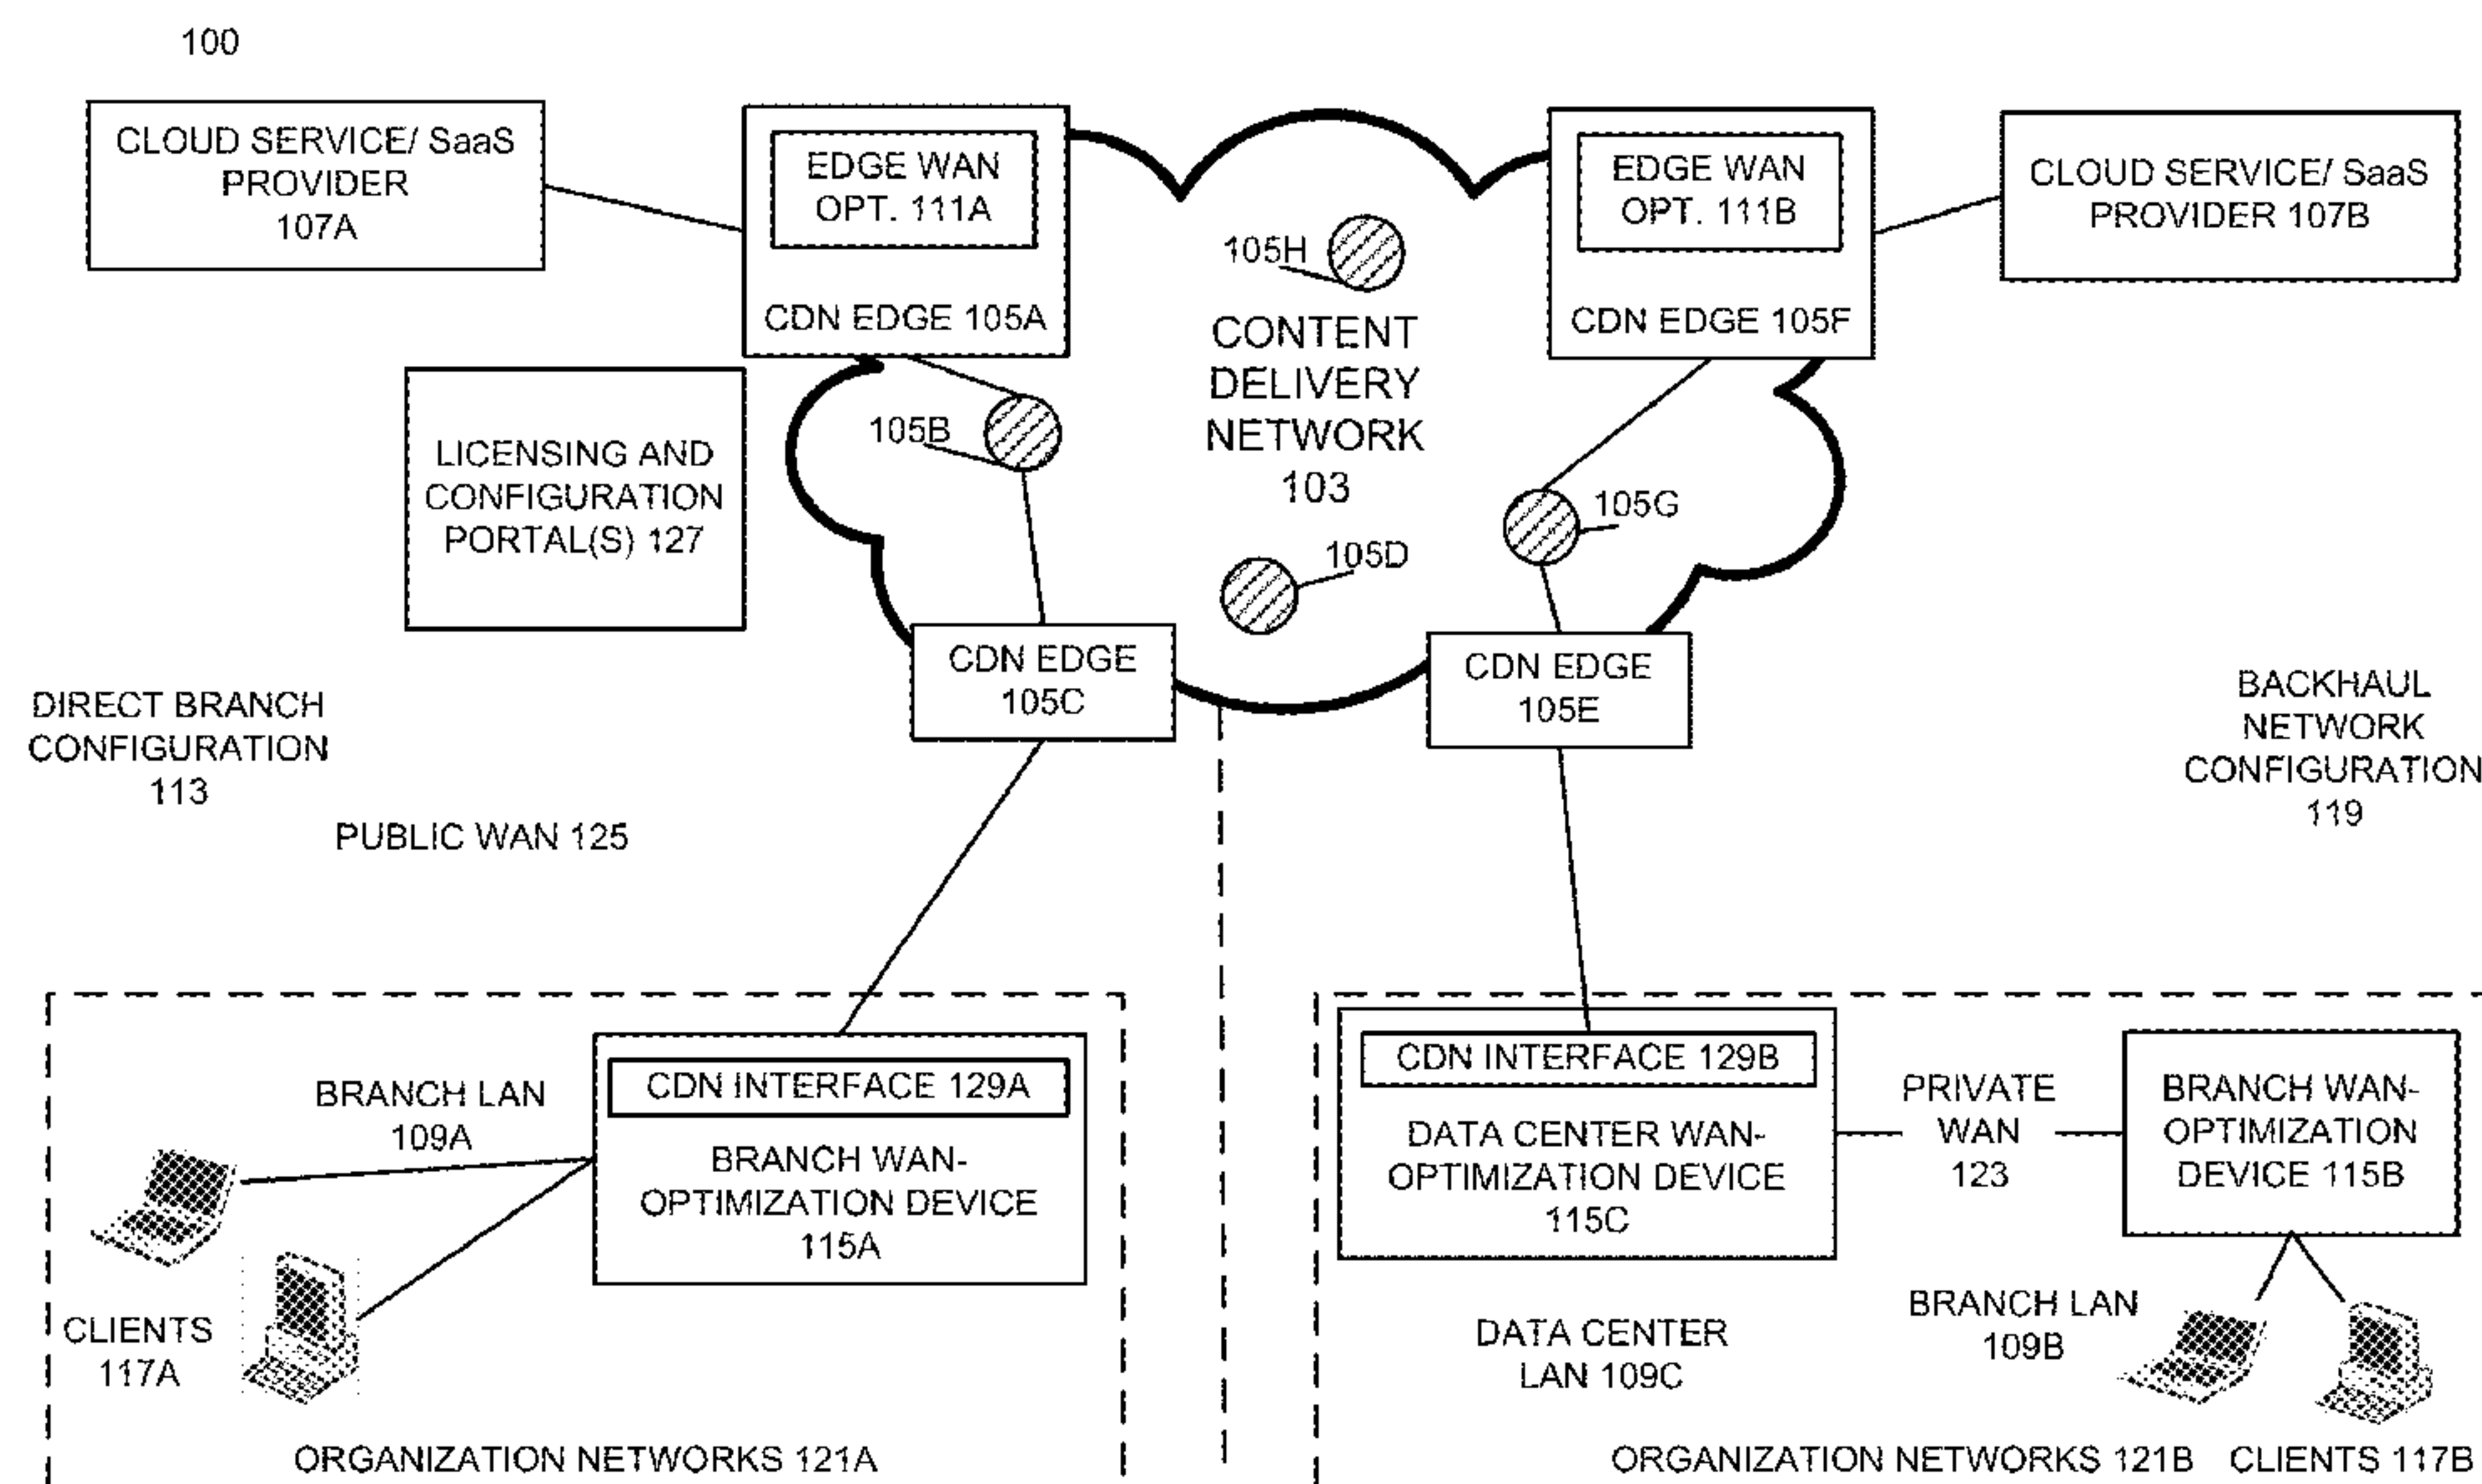 100
CLOUD SERVICE/ SaaS
PROVIDER
107A
EDGE WAN
OPT. 111A
CDN EDGE 105A
EDGE WAN
OPT. 111B
CDN EDGE 105F
CLOUD SERVICE/ SaaS
PROVIDER 107B
105H
CONTENT
DELIVERY
NETWORK
103
105B
LICENSING AND
CONFIGURATION
PORTAL(S) 127
105G
105D
CDN EDGE
105C
CDN EDGE
105E
DIRECT BRANCH
CONFIGURATION
113
BACKHAUL
NETWORK
CONFIGURATION
119
PUBLIC WAN 125
BRANCH LAN
109A
CDN INTERFACE 129A
BRANCH WAN-
OPTIMIZATION DEVICE
115A
CLIENTS
117A
ORGANIZATION NETWORKS 121A
CDN INTERFACE 129B
DATA CENTER WAN-
OPTIMIZATION DEVICE
115C
PRIVATE
WAN
123
BRANCH WAN-
OPTIMIZATION
DEVICE 115B
DATA CENTER
LAN 109C
BRANCH LAN
109B
ORGANIZATION NETWORKS 121B
CLIENTS 117B